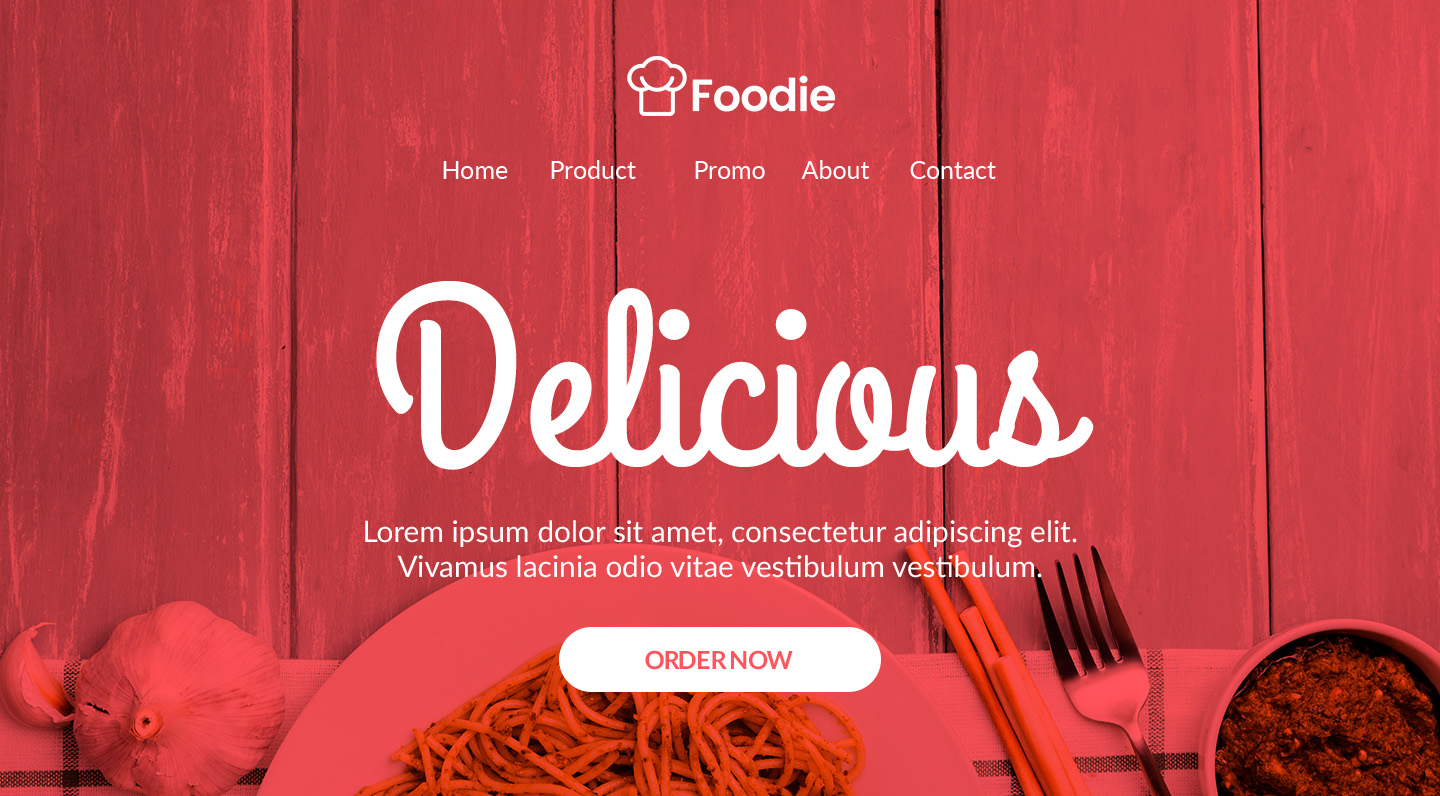 Foodie
Home Product Promo About Contact
Delicious
Lorem ipsum dolor sit amet, consectetur adipiscing elit.
Vivamus lacinia odio vitae vestibulum vestibulum.
ORDER NOW